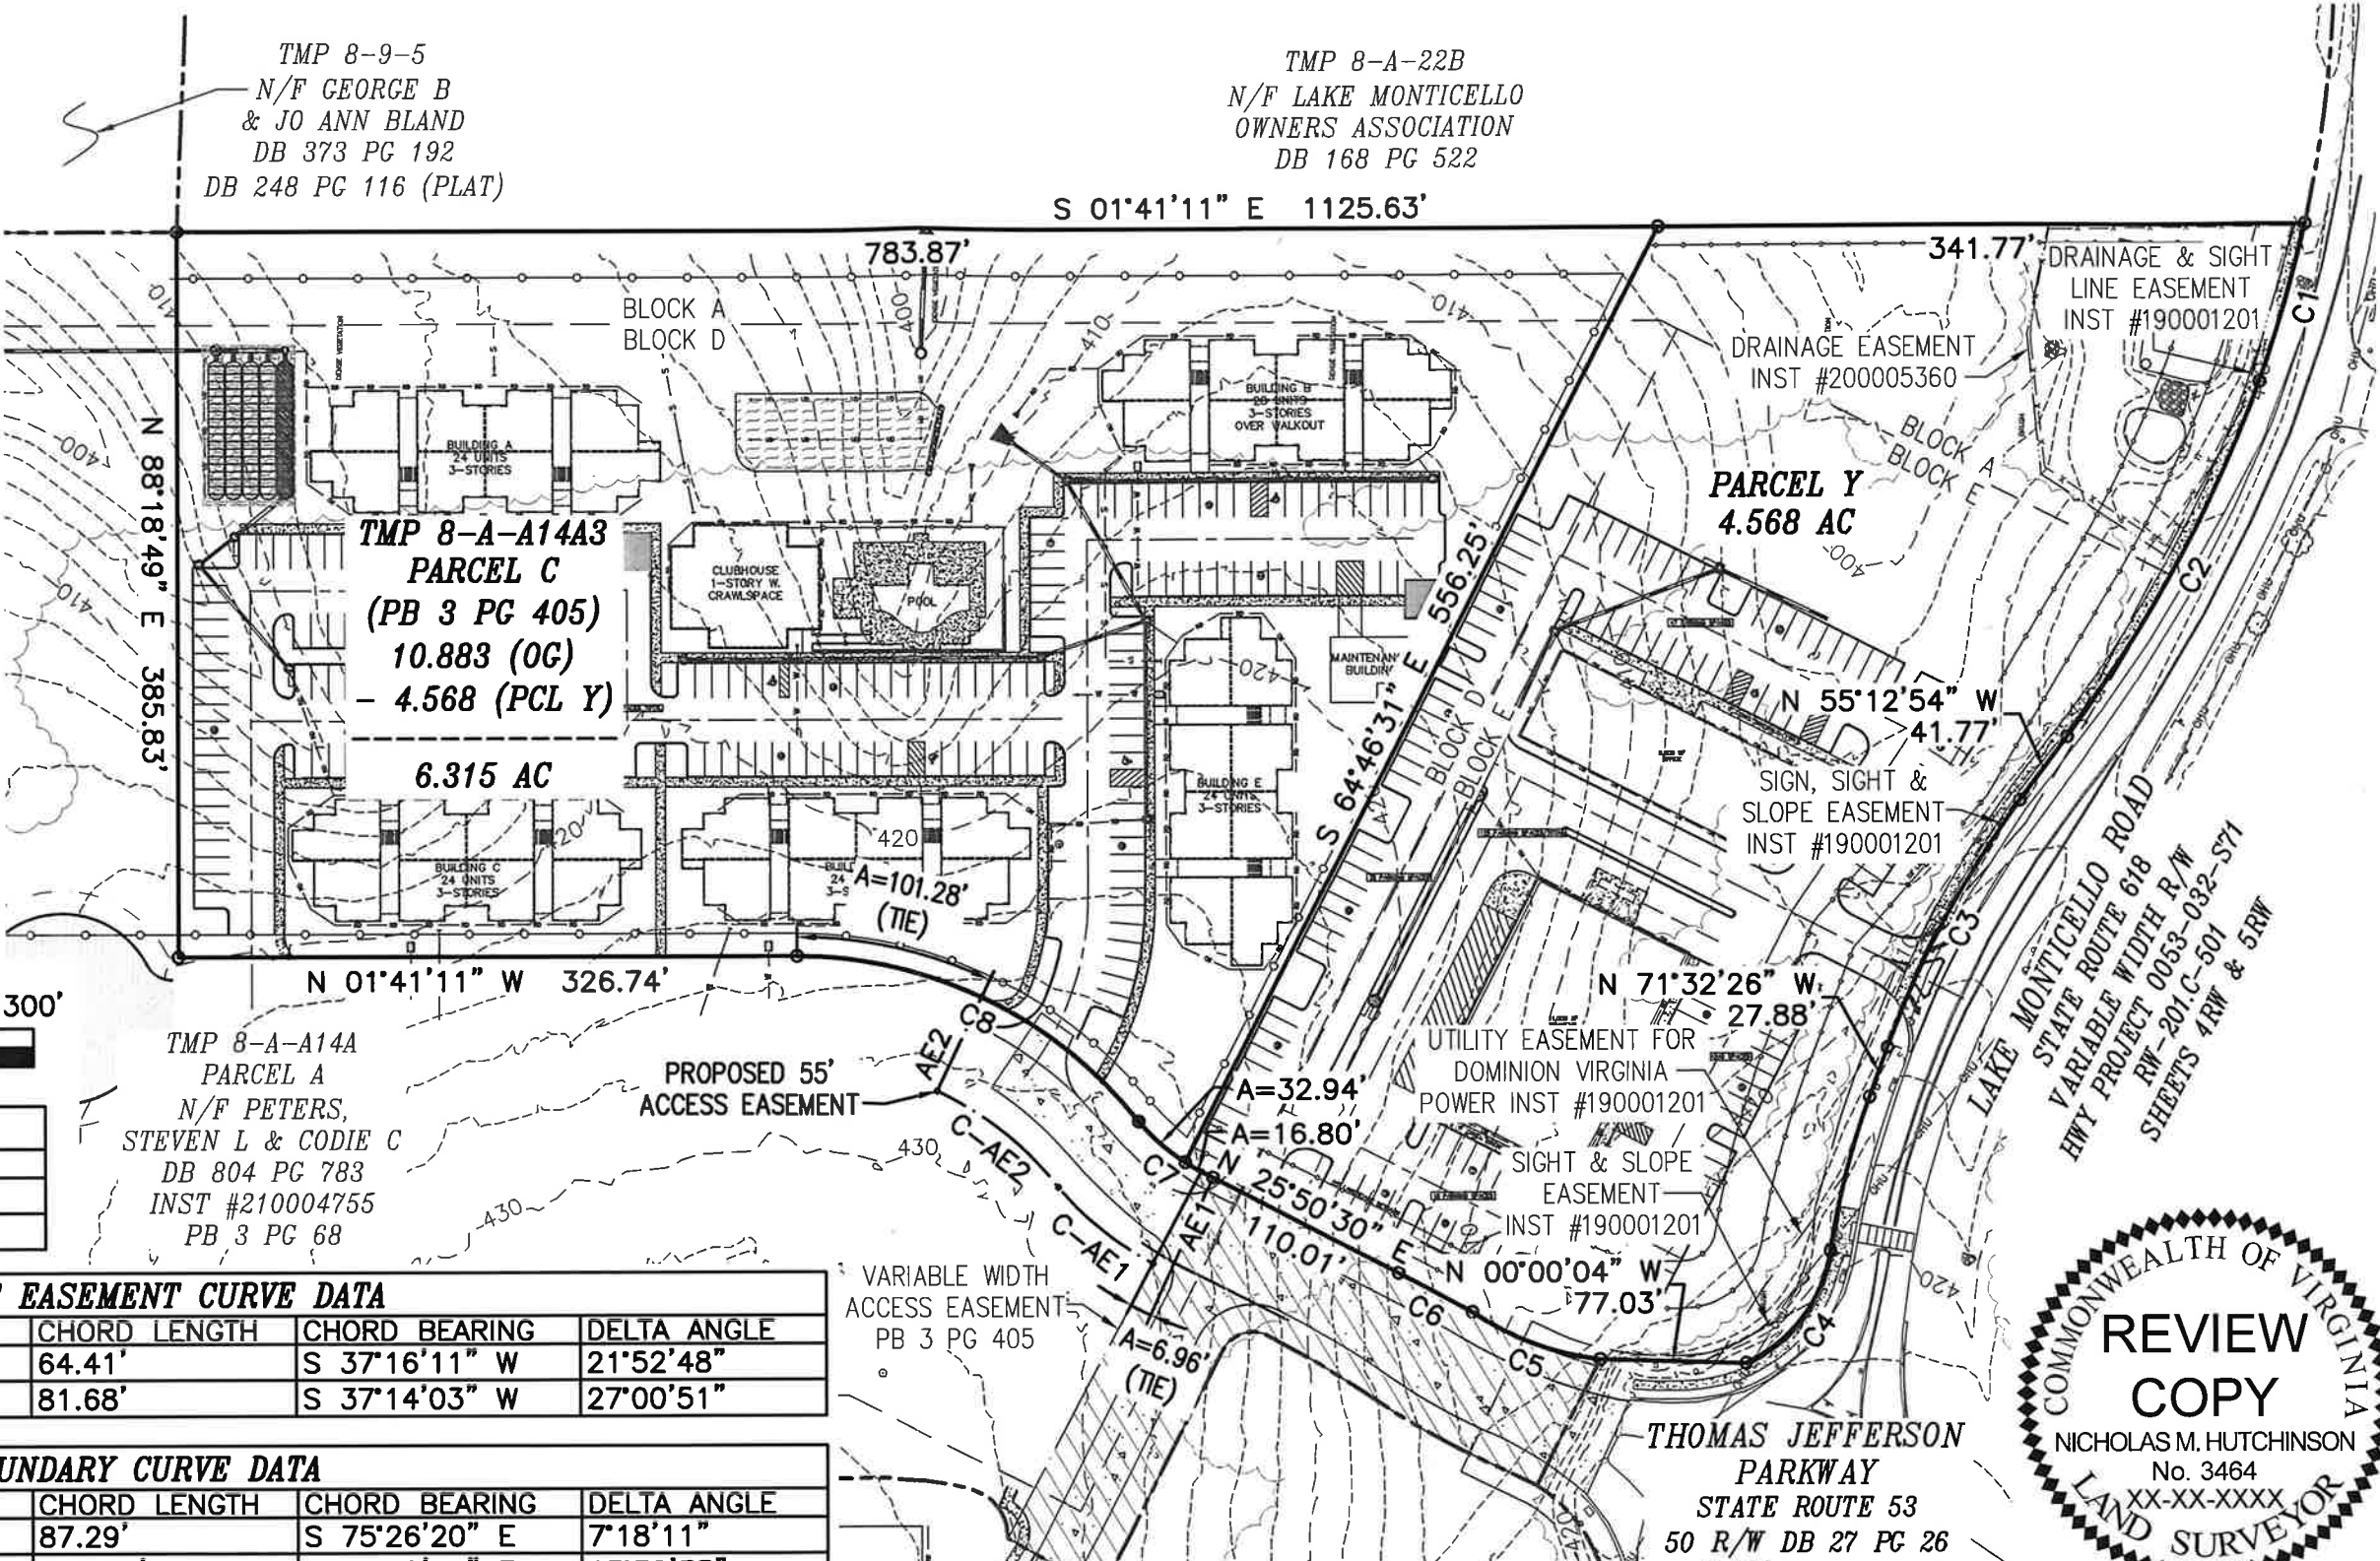 TMP 8-9-5
N/F GEORGE B
& JO ANN BLAND
DB 373 PG 192
DB 248 PG 116 (PLAT)
TMP 8-A-22B
N/F LAKE MONTICELLO
OWNERS ASSOCIATION
DB 168 PG 522
S 01°41'11" E 1125.63'
783.87'
341.77'
DRAINAGE & SIGHT
LINE EASEMENT
INST #190001201
C1
410
BLOCK A
BLOCK D
400
410
410
DRAINAGE EASEMENT
INST #200005360
BLOCK A
BLOCK E
N 88°18'49" E 385.83'
400
410
BUILDING A
24 UNITS
3-STORIES
BUILDING B
28 UNITS
3-STORIES
OVER WALKOUT
PARCEL Y
4.568 AC
400
TMP 8-A-A14A3
PARCEL C
(PB 3 PG 405)
10.883 (OG)
- 4.568 (PCL Y)
6.315 AC
CLUBHOUSE
1-STORY W.
CRAWLSPACE
POOL
S 64°46'31" E 556.25'
C2
420
BLOCK D
BLOCK E
N 55°12'54" W
41.77'
SIGN, SIGHT &
SLOPE EASEMENT
INST #190001201
BUILDING E
24 UNITS
3-STORIES
BUILDING C
24 UNITS
3-STORIES
420
A=101.28'
(TIE)
C3
LAKE MONTICELLO ROAD
STATE ROUTE 618
VARIABLE WIDTH R/W
HWY PROJECT 0053-032-S71
RW-201.C-501
SHEETS 4RW & 5RW
N 01°41'11" W 326.74'
300'
C8
AE2
N 71°32'26" W
27.88'
TMP 8-A-A14A
PARCEL A
N/F PETERS,
STEVEN L & CODIE C
DB 804 PG 783
INST #210004755
PB 3 PG 68
PROPOSED 55'
ACCESS EASEMENT
UTILITY EASEMENT FOR
DOMINION VIRGINIA
POWER INST #190001201
A=32.94'
A=16.80'
C-AE2
430
C7
430
N 25°50'30" E
110.01'
SIGHT & SLOPE
EASEMENT
INST #190001201
C-AE1
AE1
VARIABLE WIDTH
ACCESS EASEMENT
PB 3 PG 405
A=6.96'
(TIE)
N 00°00'04" W
77.03'
C6
C5
C4
420
EASEMENT CURVE DATA
CHORD LENGTH CHORD BEARING DELTA ANGLE
64.41' S 37°16'11" W 21°52'48"
81.68' S 37°14'03" W 27°00'51"
UNDARY CURVE DATA
CHORD LENGTH CHORD BEARING DELTA ANGLE
87.29' S 75°26'20" E 7°18'11"
THOMAS JEFFERSON
PARKWAY
STATE ROUTE 53
50 R/W DB 27 PG 26
420
COMMONWEALTH OF VIRGINIA
REVIEW
COPY
NICHOLAS M. HUTCHINSON
No. 3464
XX-XX-XXXX
LAND SURVEYOR